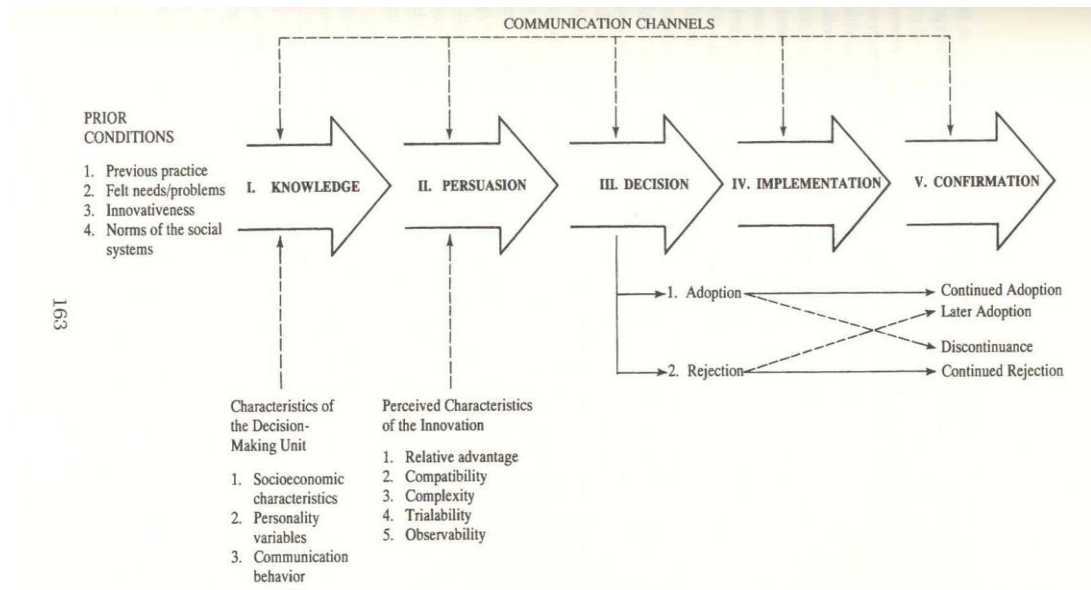 COMMUNICATION CHANNELS
PRIOR
CONDITIONS
1. Previous practice
2. Felt needs/problems
3. Innovativeness
4. Norms of the social
systems
I. KNOWLEDGE
II. PERSUASION
III. DECISION
IV. IMPLEMENTATION
V. CONFIRMATION
1. Adoption
2. Rejection
Continued Adoption
Later Adoption
Discontinuance
Continued Rejection
163
Characteristics of
the Decision-
Making Unit
1. Socioeconomic
characteristics
2. Personality
variables
3. Communication
behavior
Perceived Characteristics
of the Innovation
1. Relative advantage
2. Compatibility
3. Complexity
4. Trialability
5. Observability